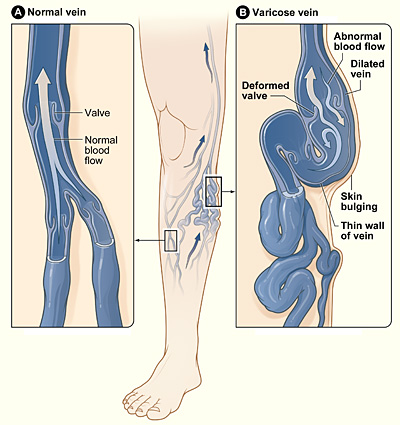 A Normal vein
Valve
Normal
blood
flow
B Varicose vein
Abnormal
blood flow
Dilated
vein
Deformed
valve
Skin
bulging
Thin wall
of vein